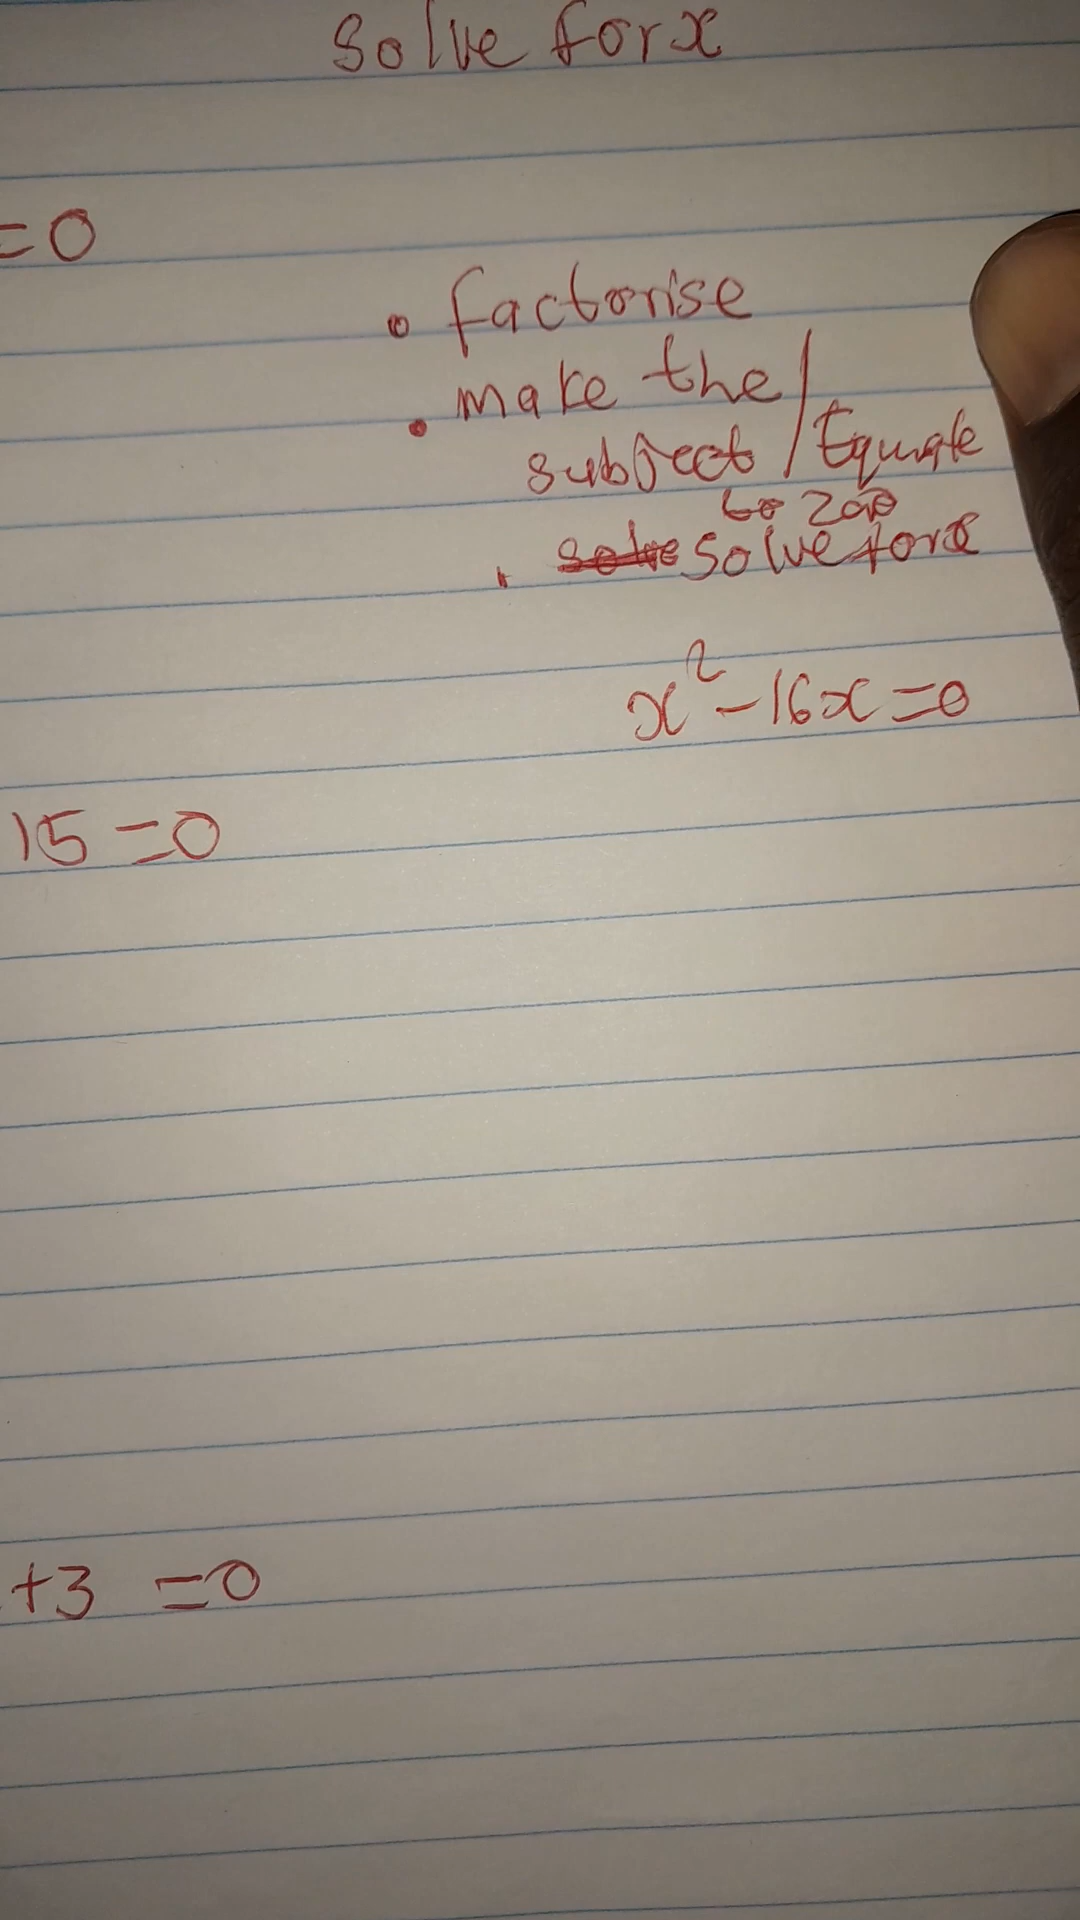 Solve for x
=0
• factorise
• make the /
subject / Equate
to zero
• solve solve for x
x² - 16x = 0
15 = 0
+3 = 0